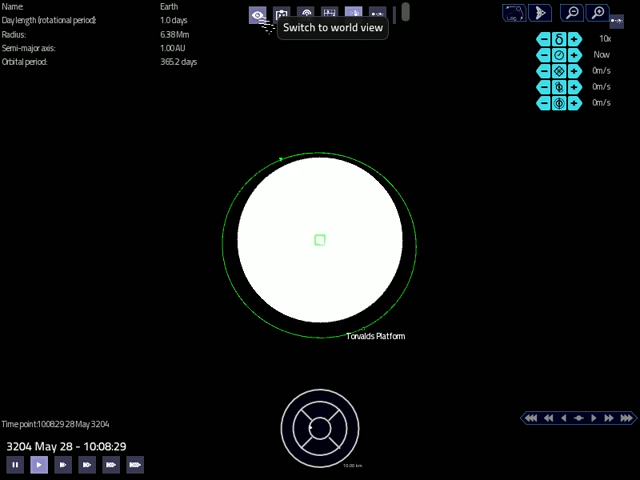 Name: Earth
Day length (rotational period): 1.0 days
Radius: 6.38 Mm
Semi-major axis: 1.00 AU
Orbital period: 365.2 days
Switch to world view
Log
10x
Now
0m/s
0m/s
0m/s
Torvalds Platform
Time point: 10:08:29 28 May 3204
3204 May 28 - 10:08:29
10.00 km